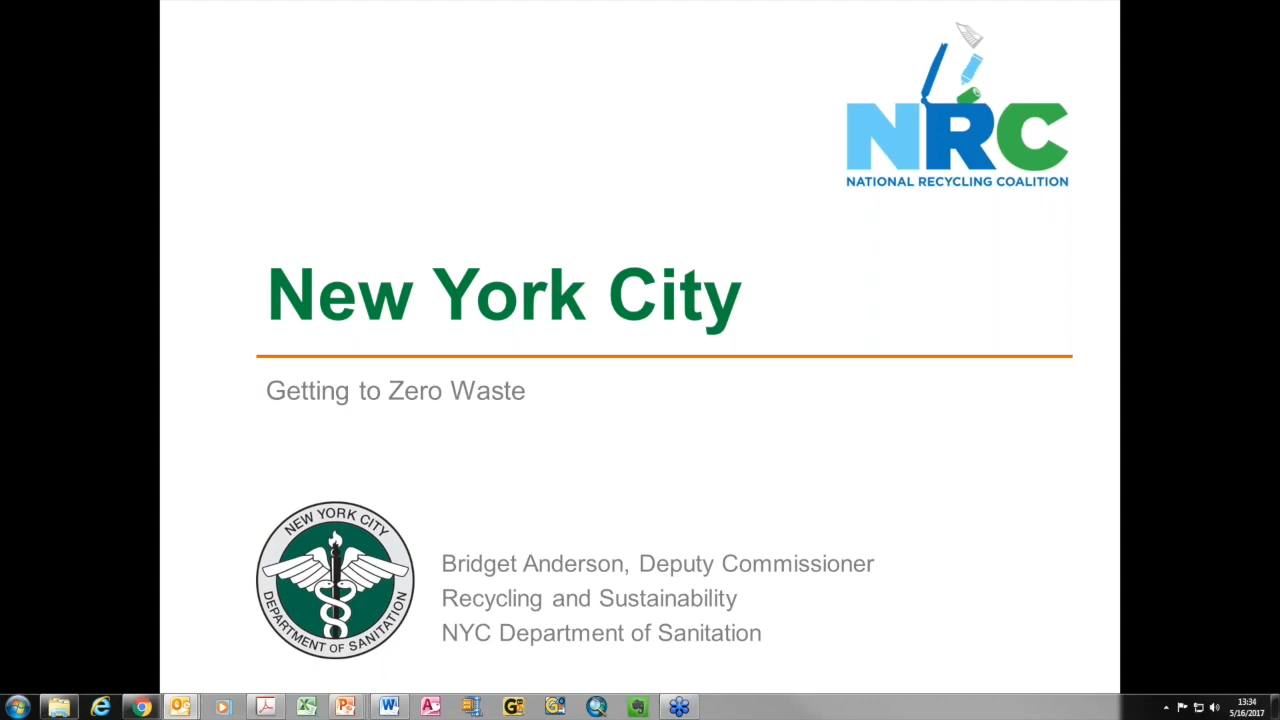 NRC
NATIONAL RECYCLING COALITION
New York City
Getting to Zero Waste
NEW YORK CITY
DEPARTMENT OF SANITATION
Bridget Anderson, Deputy Commissioner
Recycling and Sustainability
NYC Department of Sanitation
13:34
5/16/2017